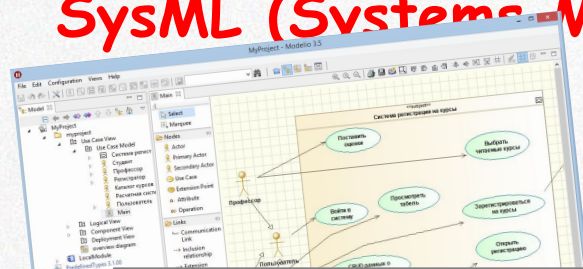 SysML (Systems M
MyProject - Modelio 3.5
File Edit Configuration Views Help
Model
Main
MyProject
myproject
Use Case View
Use Case Model
Система регист
Студент
Профессор
Регистратор
Каталог курсов
Расчетная систе
Пользователь
Main
Logical View
Component View
Deployment View
overview diagram
LocalModule
PredefinedTypes 3.1.00
Select
Marquee
Nodes
Actor
Primary Actor
Secondary Actor
Use Case
Extension Point
Attribute
Operation
Links
Communication
Link
Inclusion
relationship
Extension
Система регистрации на курсы
Поставить
оценки
Выбрать
читаемые курсы
Профессор
Просмотреть
табель
Войти в
систему
Зарегистрироваться
на курсы
Открыть
регистрацию
Пользователь